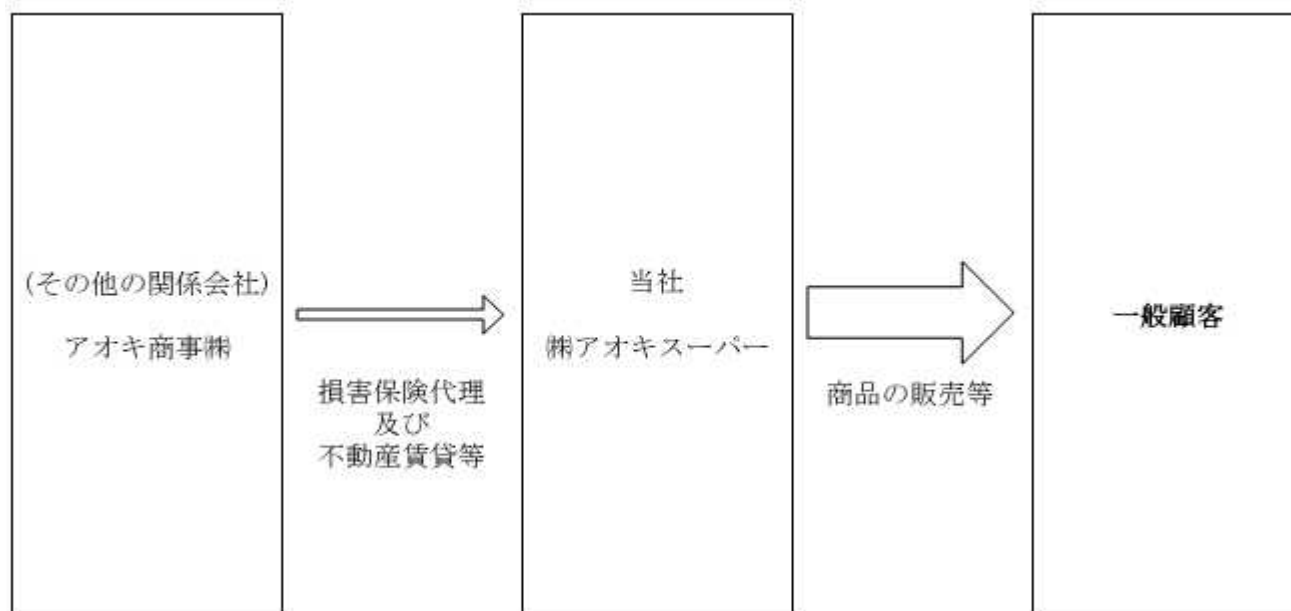 (その他の関係会社)
アオキ商事㈱
損害保険代理
及び
不動産賃貸等
当社
㈱アオキスーパー
商品の販売等
一般顧客